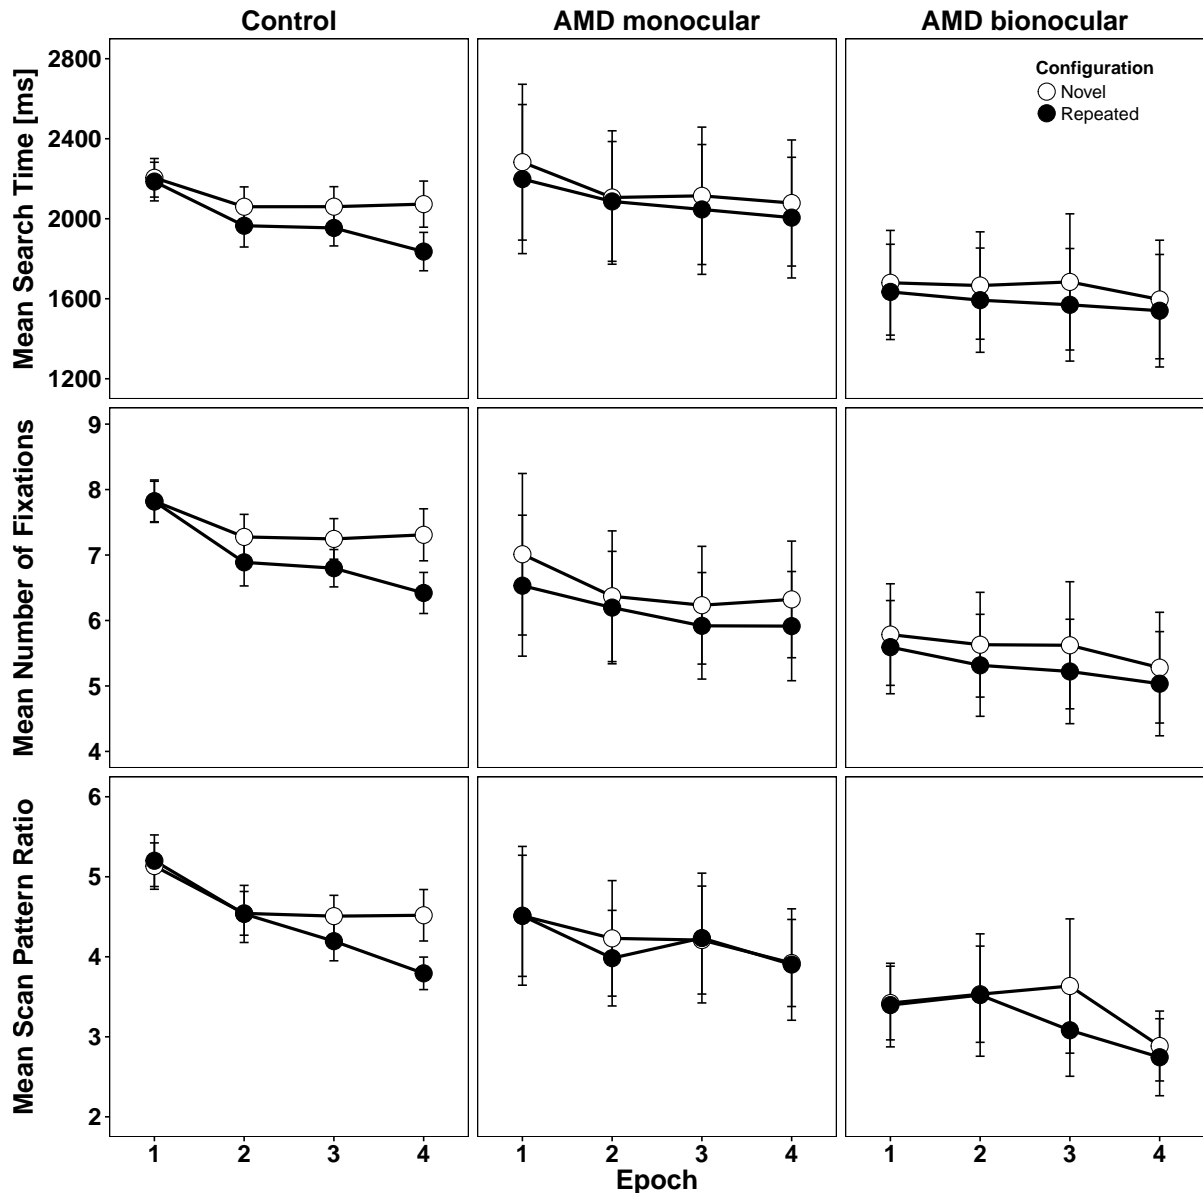 Control
AMD monocular
AMD bionocular
Mean Search Time [ms]
2800
2400
2000
1600
1200
Configuration
Novel
Repeated
Mean Number of Fixations
9
8
7
6
5
4
Mean Scan Pattern Ratio
6
5
4
3
2
1 2 3 4
1 2 3 4
1 2 3 4
Epoch